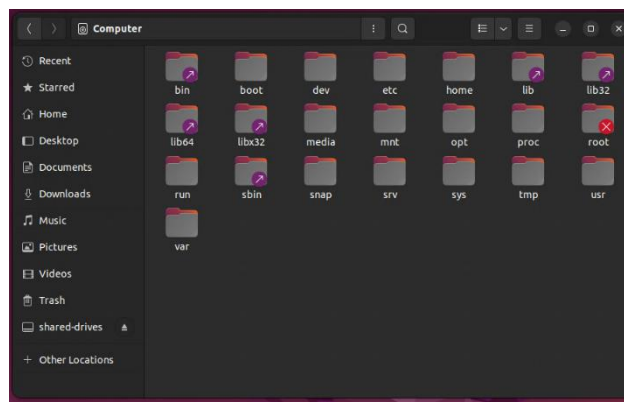 Computer
Recent
Starred
Home
Desktop
Documents
Downloads
Music
Pictures
Videos
Trash
shared-drives
Other Locations
bin boot dev etc home lib lib32
lib64 libx32 media mnt opt proc root
run sbin snap srv sys tmp usr
var